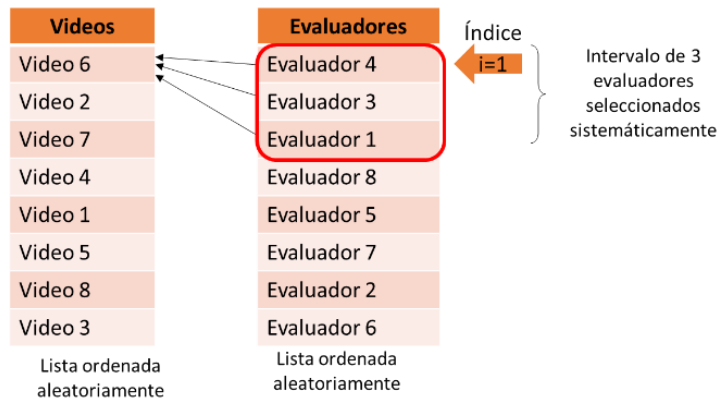 Videos
Video 6
Video 2
Video 7
Video 4
Video 1
Video 5
Video 8
Video 3
Lista ordenada
aleatoriamente
Evaluadores
Evaluador 4
Evaluador 3
Evaluador 1
Evaluador 8
Evaluador 5
Evaluador 7
Evaluador 2
Evaluador 6
Lista ordenada
aleatoriamente
Índice
i=1
Intervalo de 3
evaluadores
seleccionados
sistemáticamente